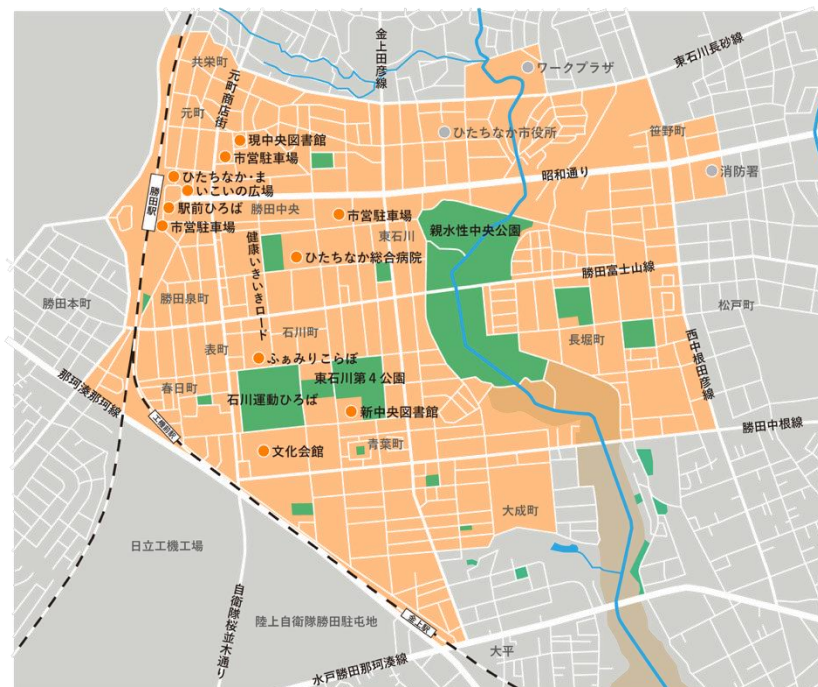 共栄町
元町商店街
金上田彦線
東石川長砂線
ワークプラザ
元町
現中央図書館
市営駐車場
ひたちなか市役所
笹野町
消防署
ひたちなか・ま
いこいの広場
昭和通り
勝田駅
駅前ひろば
勝田中央
市営駐車場
市営駐車場
東石川
親水性中央公園
健康いきいきロード
ひたちなか総合病院
勝田富士山線
勝田本町
勝田泉町
松戸町
石川町
長堀町
表町
西中根田彦線
ふぁみりこらぼ
東石川第4公園
春日町
那珂湊那珂線
石川運動ひろば
新中央図書館
工機前駅
勝田中根線
青葉町
文化会館
大成町
日立工機工場
自衛隊桜並木通り
陸上自衛隊勝田駐屯地
金上駅
大平
水戸勝田那珂湊線